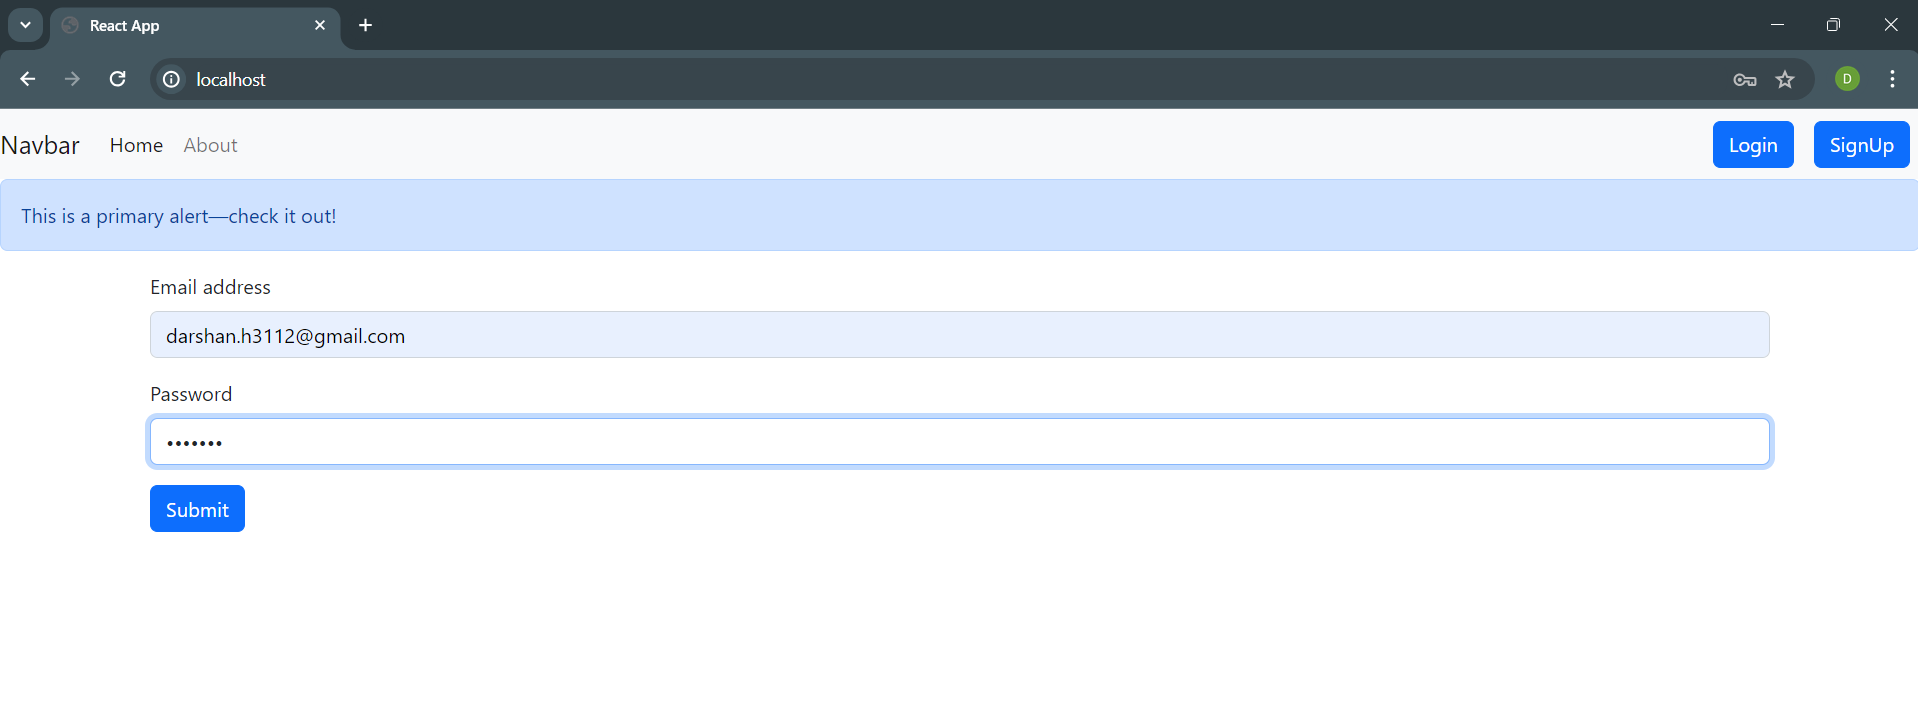 React App
localhost
D
Navbar Home About Login SignUp
This is a primary alert—check it out!
Email address
darshan.h3112@gmail.com
Password
•••••••
Submit